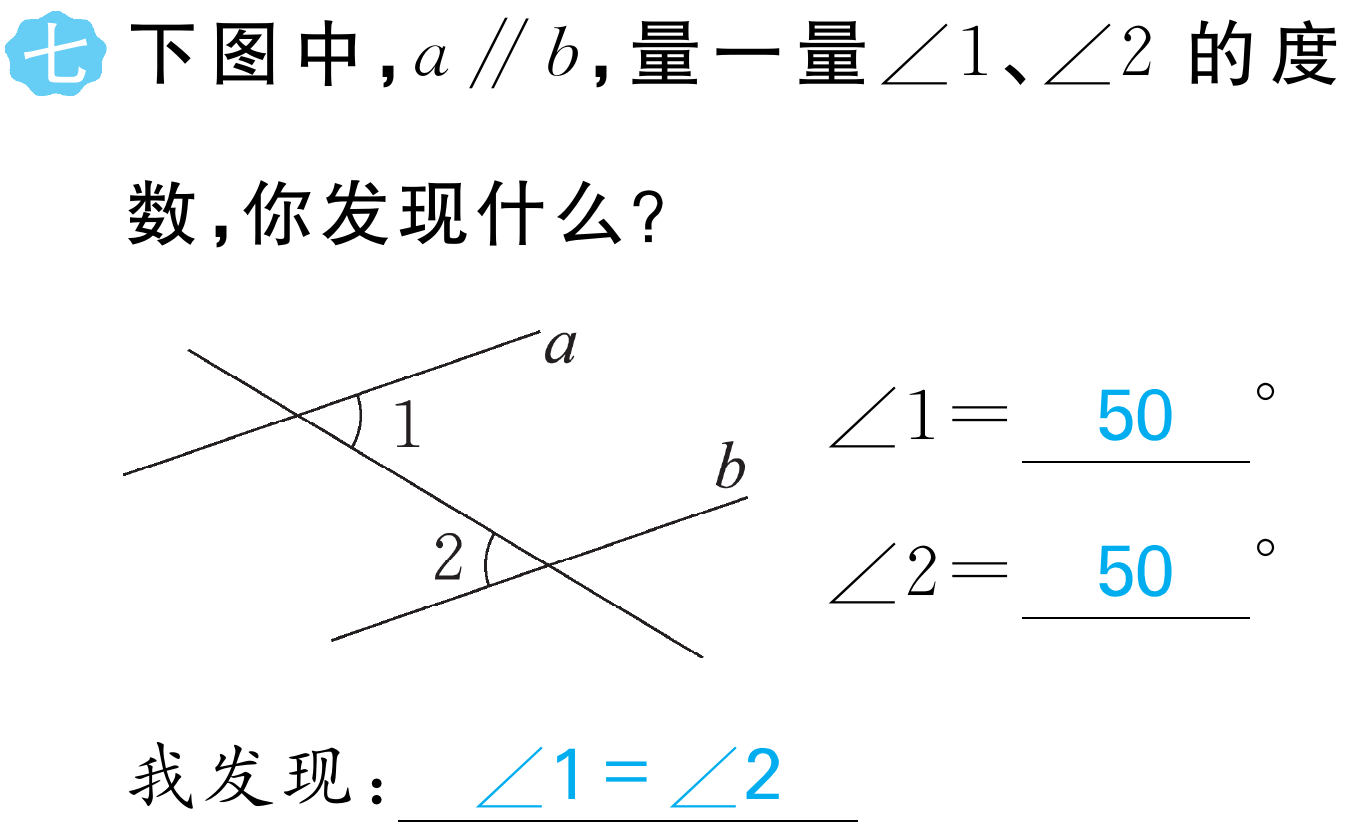 七 下图中,a∥b,量一量∠1、∠2 的度
数,你发现什么?
a
1
b
2
∠1= 50 °
∠2= 50 °
我发现: ∠1=∠2